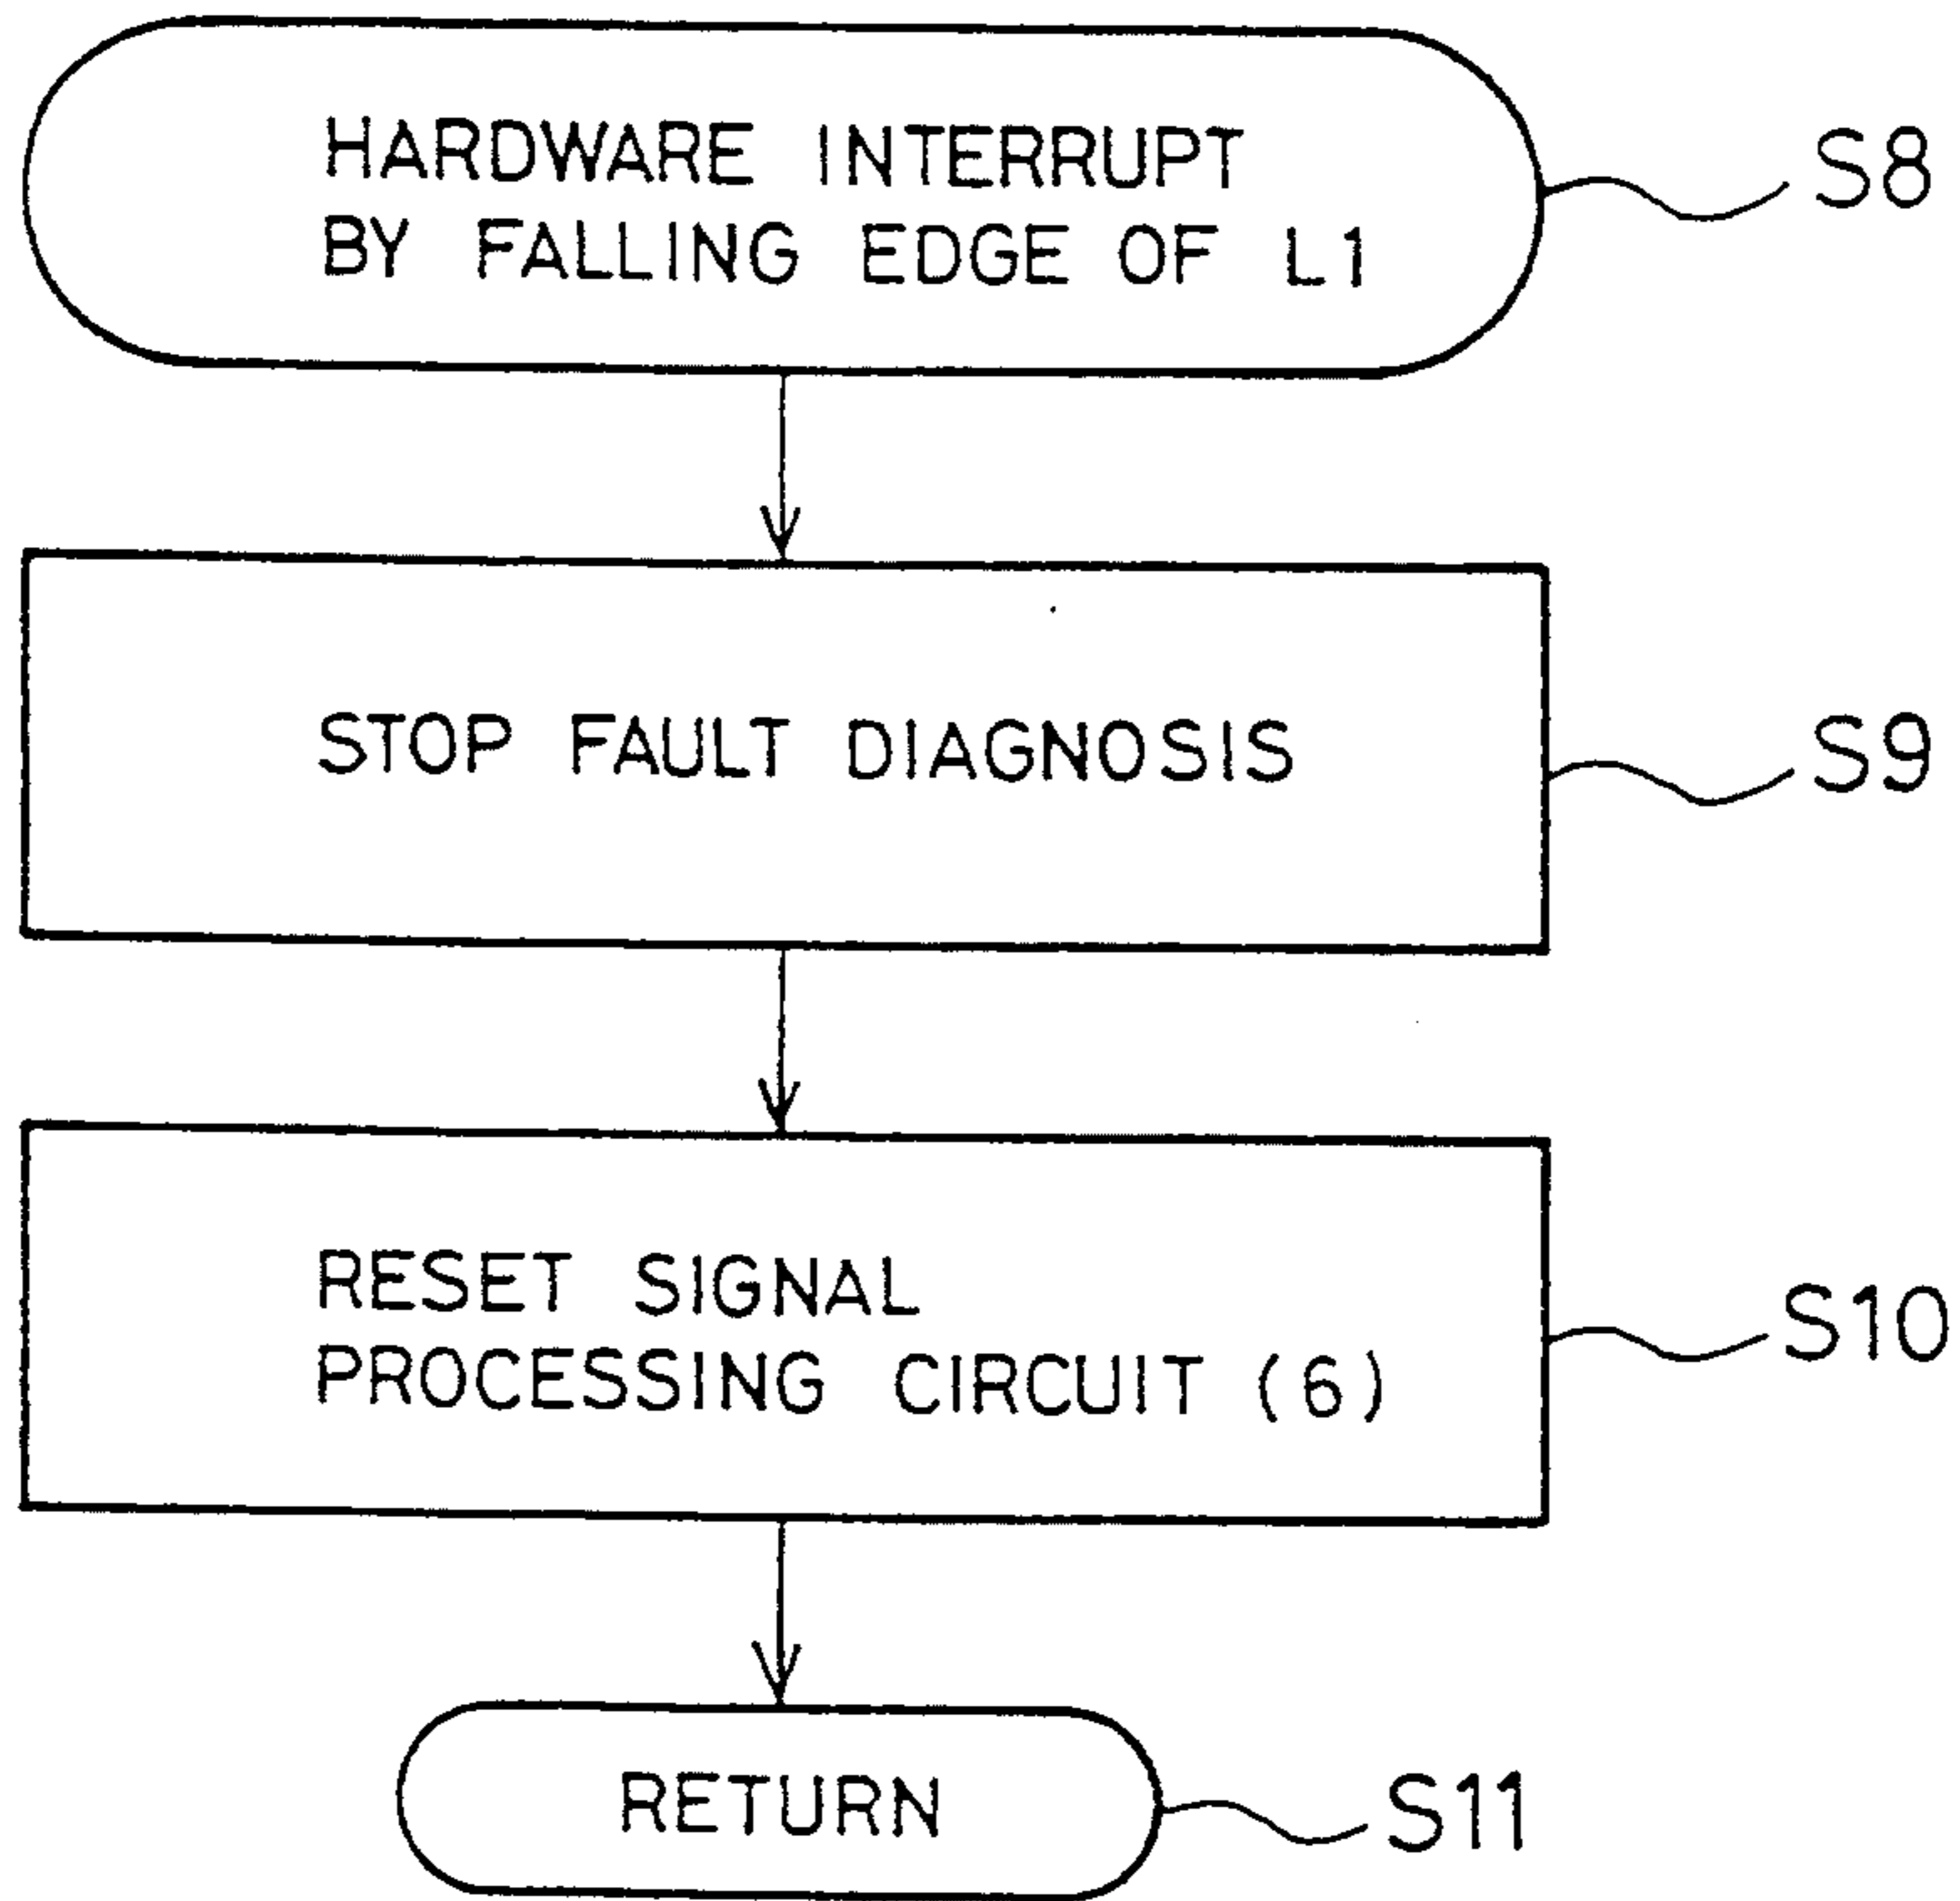 HARDWARE INTERRUPT
BY FALLING EDGE OF L1
S8
STOP FAULT DIAGNOSIS
S9
RESET SIGNAL
PROCESSING CIRCUIT (6)
S10
RETURN
S11